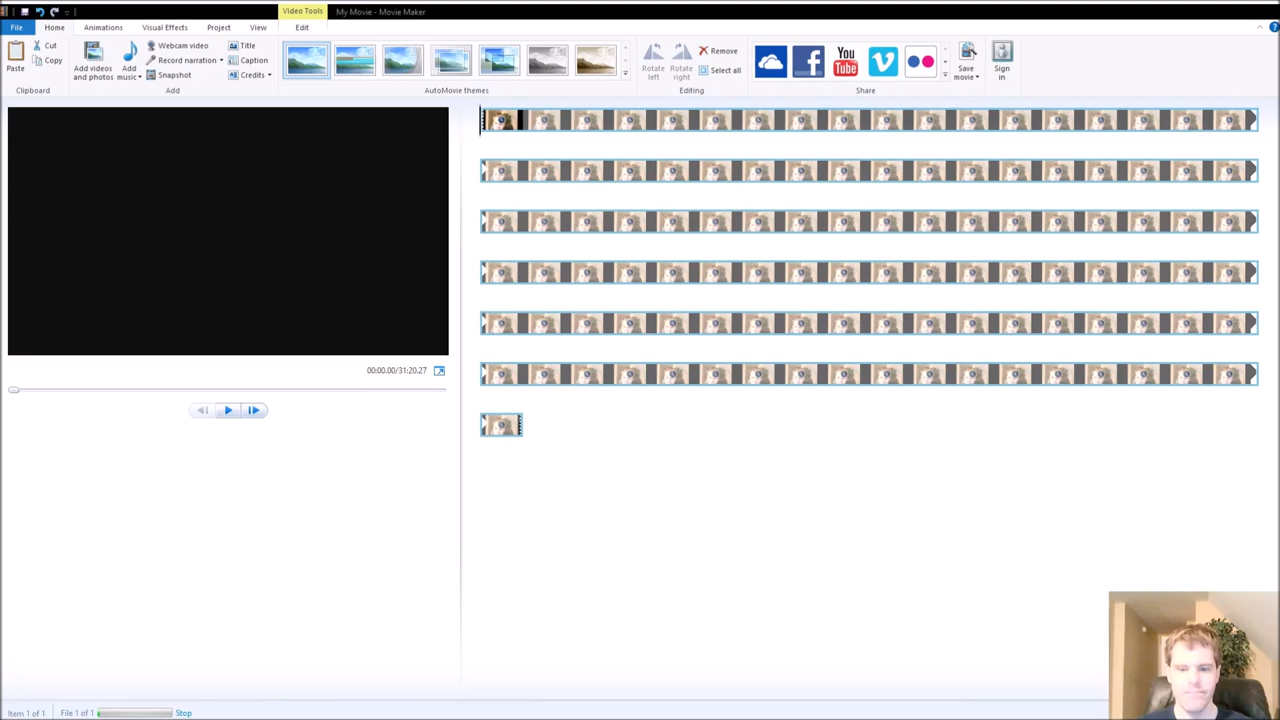 Video Tools
My Movie - Movie Maker
File Home Animations Visual Effects Project View Edit
Paste
Cut
Copy
Clipboard
Add videos and photos
Add music
Webcam video
Record narration
Snapshot
Title
Caption
Credits
Add
AutoMovie themes
Rotate left
Rotate right
Remove
Select all
Editing
You Tube
Share
Save movie
Sign in
00:00.00/31:20.27
Item 1 of 1 File 1 of 1 Stop